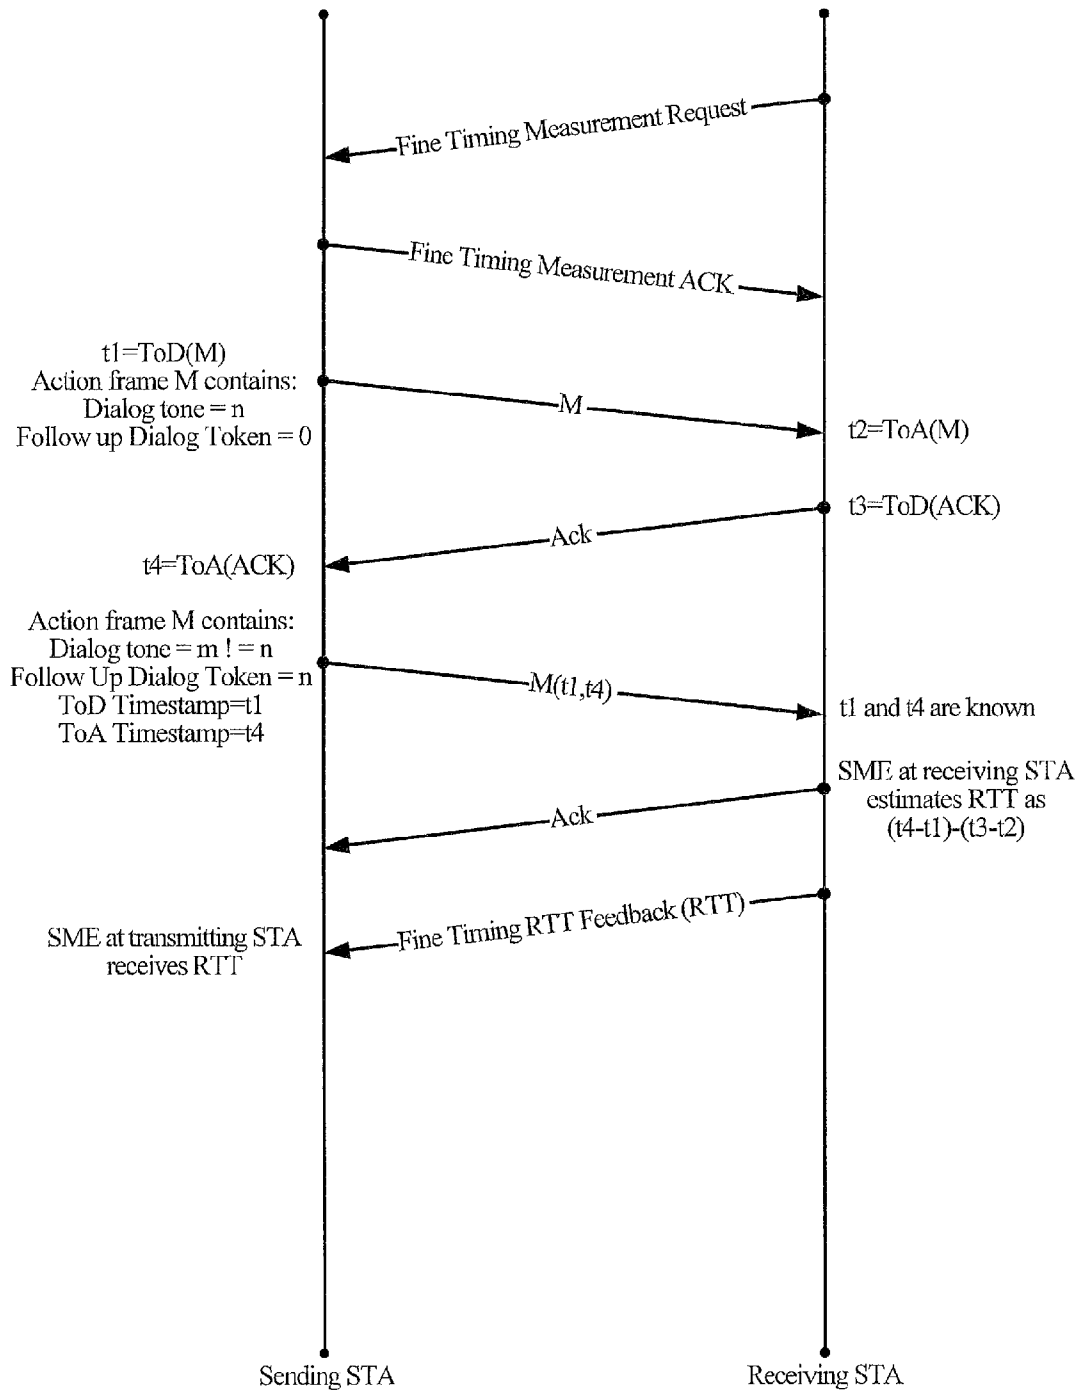 Fine Timing Measurement Request
Fine Timing Measurement ACK
t1=ToD(M)
Action frame M contains:
Dialog tone = n
Follow up Dialog Token = 0
M
t2=ToA(M)
t3=ToD(ACK)
Ack
t4=ToA(ACK)
Action frame M contains:
Dialog tone = m ! = n
Follow Up Dialog Token = n
ToD Timestamp=t1
ToA Timestamp=t4
M(t1,t4)
t1 and t4 are known
SME at receiving STA
estimates RTT as
(t4-t1)-(t3-t2)
Ack
Fine Timing RTT Feedback (RTT)
SME at transmitting STA
receives RTT
Sending STA
Receiving STA